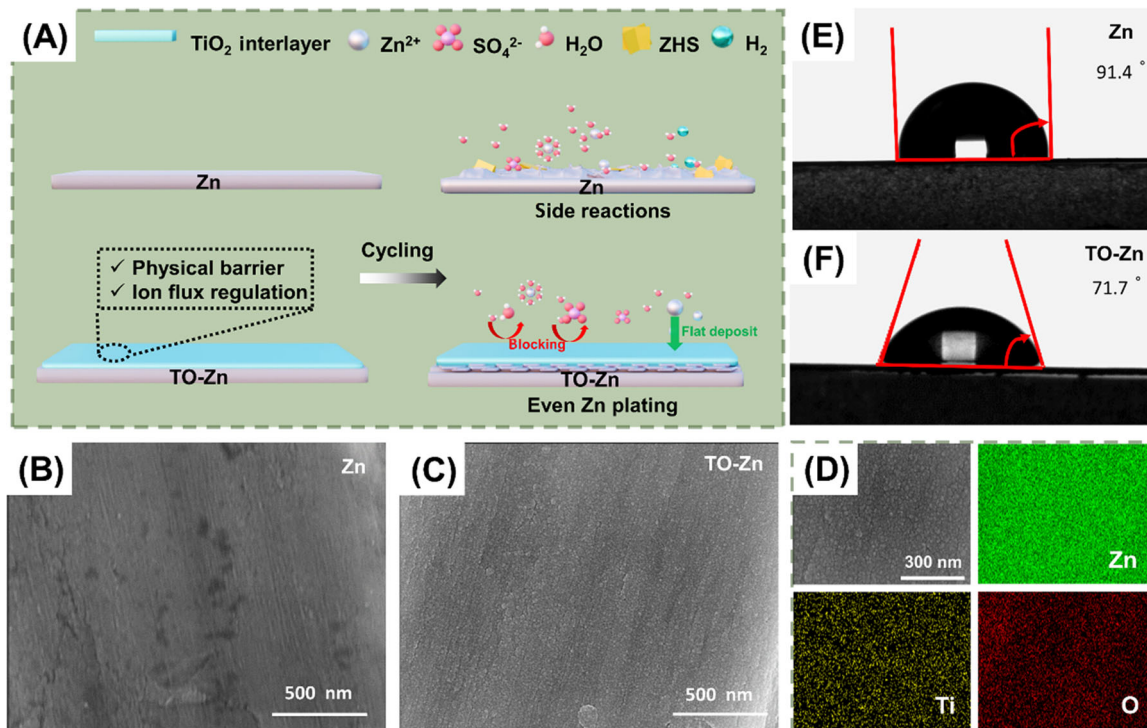 (A)
TiO₂ interlayer
Zn²⁺
SO₄²⁻
H₂O
ZHS
H₂
Zn
Zn
Side reactions
✓ Physical barrier
✓ Ion flux regulation
Cycling
Blocking
Flat deposit
TO-Zn
TO-Zn
Even Zn plating
(E)
Zn
91.4 °
(F)
TO-Zn
71.7 °
(B)
Zn
500 nm
(C)
TO-Zn
500 nm
(D)
300 nm
Zn
Ti
O